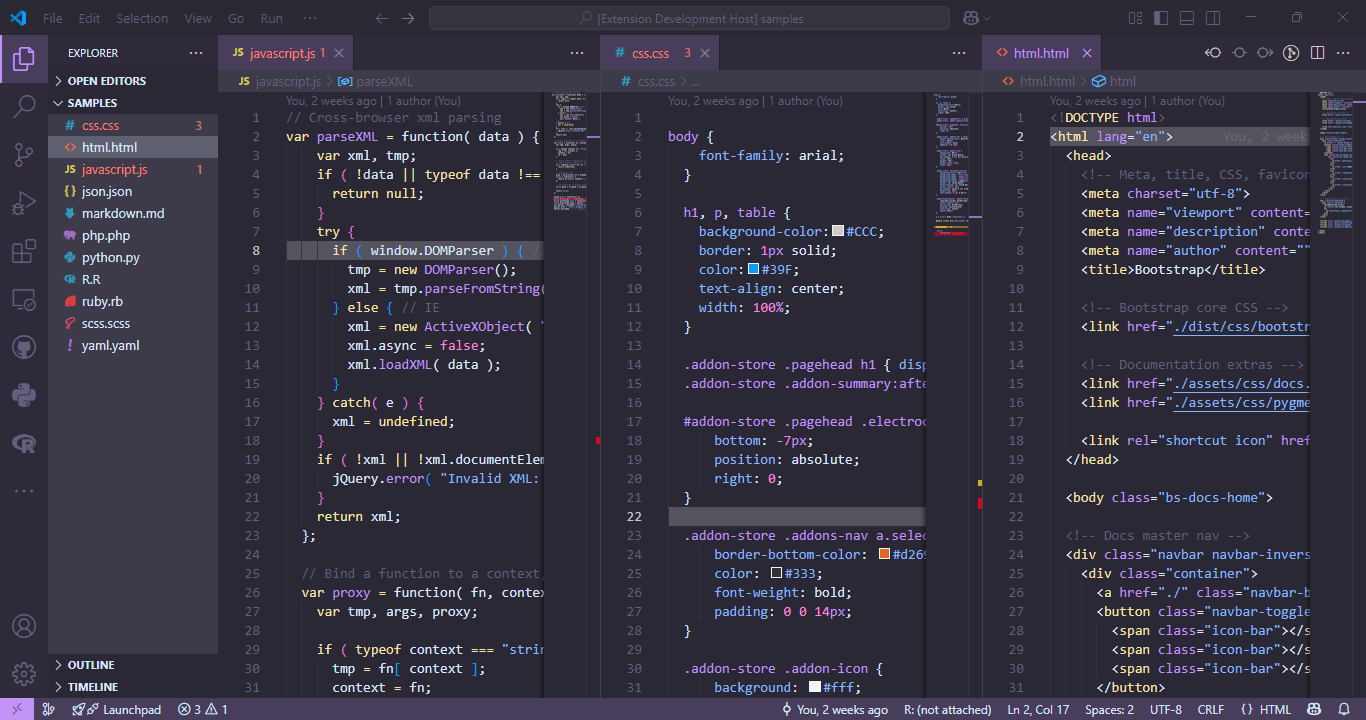 File Edit Selection View Go Run ···
[Extension Development Host] samples
EXPLORER
OPEN EDITORS
SAMPLES
css.css 3
html.html
javascript.js 1
json.json
markdown.md
php.php
python.py
R.R
ruby.rb
scss.scss
yaml.yaml
OUTLINE
TIMELINE
JS javascript.js 1
JS javascript.js > parseXML
You, 2 weeks ago | 1 author (You)
1 // Cross-browser xml parsing
2 var parseXML = function( data ) {
3 var xml, tmp;
4 if ( !data || typeof data !==
5 return null;
6 }
7 try {
8 if ( window.DOMParser ) { /
9 tmp = new DOMParser();
10 xml = tmp.parseFromString(
11 } else { // IE
12 xml = new ActiveXObject( "
13 xml.async = false;
14 xml.loadXML( data );
15 }
16 } catch( e ) {
17 xml = undefined;
18 }
19 if ( !xml || !xml.documentElem
20 jQuery.error( "Invalid XML:
21 }
22 return xml;
23 };
24
25 // Bind a function to a context,
26 var proxy = function( fn, contex
27 var tmp, args, proxy;
28
29 if ( typeof context === "strin
30 tmp = fn[ context ];
31 context = fn;
# css.css 3
# css.css > ...
You, 2 weeks ago | 1 author (You)
1
2 body {
3 font-family: arial;
4 }
5
6 h1, p, table {
7 background-color: #CCC;
8 border: 1px solid;
9 color: #39F;
10 text-align: center;
11 width: 100%;
12 }
13
14 .addon-store .pagehead h1 { disp
15 .addon-store .addon-summary:afte
16
17 #addon-store .pagehead .electroc
18 bottom: -7px;
19 position: absolute;
20 right: 0;
21 }
22
23 .addon-store .addons-nav a.selec
24 border-bottom-color: #d269
25 color: #333;
26 font-weight: bold;
27 padding: 0 0 14px;
28 }
29
30 .addon-store .addon-icon {
31 background: #fff;
<> html.html
<> html.html > html
You, 2 weeks ago | 1 author (You)
1 <!DOCTYPE html>
2 <html lang="en"> You, 2 week
3 <head>
4 <!-- Meta, title, CSS, favicon
5 <meta charset="utf-8">
6 <meta name="viewport" content=
7 <meta name="description" conte
8 <meta name="author" content=""
9 <title>Bootstrap</title>
10
11 <!-- Bootstrap core CSS -->
12 <link href="./dist/css/bootstr
13
14 <!-- Documentation extras -->
15 <link href="./assets/css/docs.
16 <link href="./assets/css/pygme
17
18 <link rel="shortcut icon" href
19 </head>
20
21 <body class="bs-docs-home">
22
23 <!-- Docs master nav -->
24 <div class="navbar navbar-invers
25 <div class="container">
26 <a href="./" class="navbar-b
27 <button class="navbar-toggle
28 <span class="icon-bar"></s
29 <span class="icon-bar"></s
30 <span class="icon-bar"></s
31 </button>
Launchpad 3 1 You, 2 weeks ago R: (not attached) Ln 2, Col 17 Spaces: 2 UTF-8 CRLF {} HTML